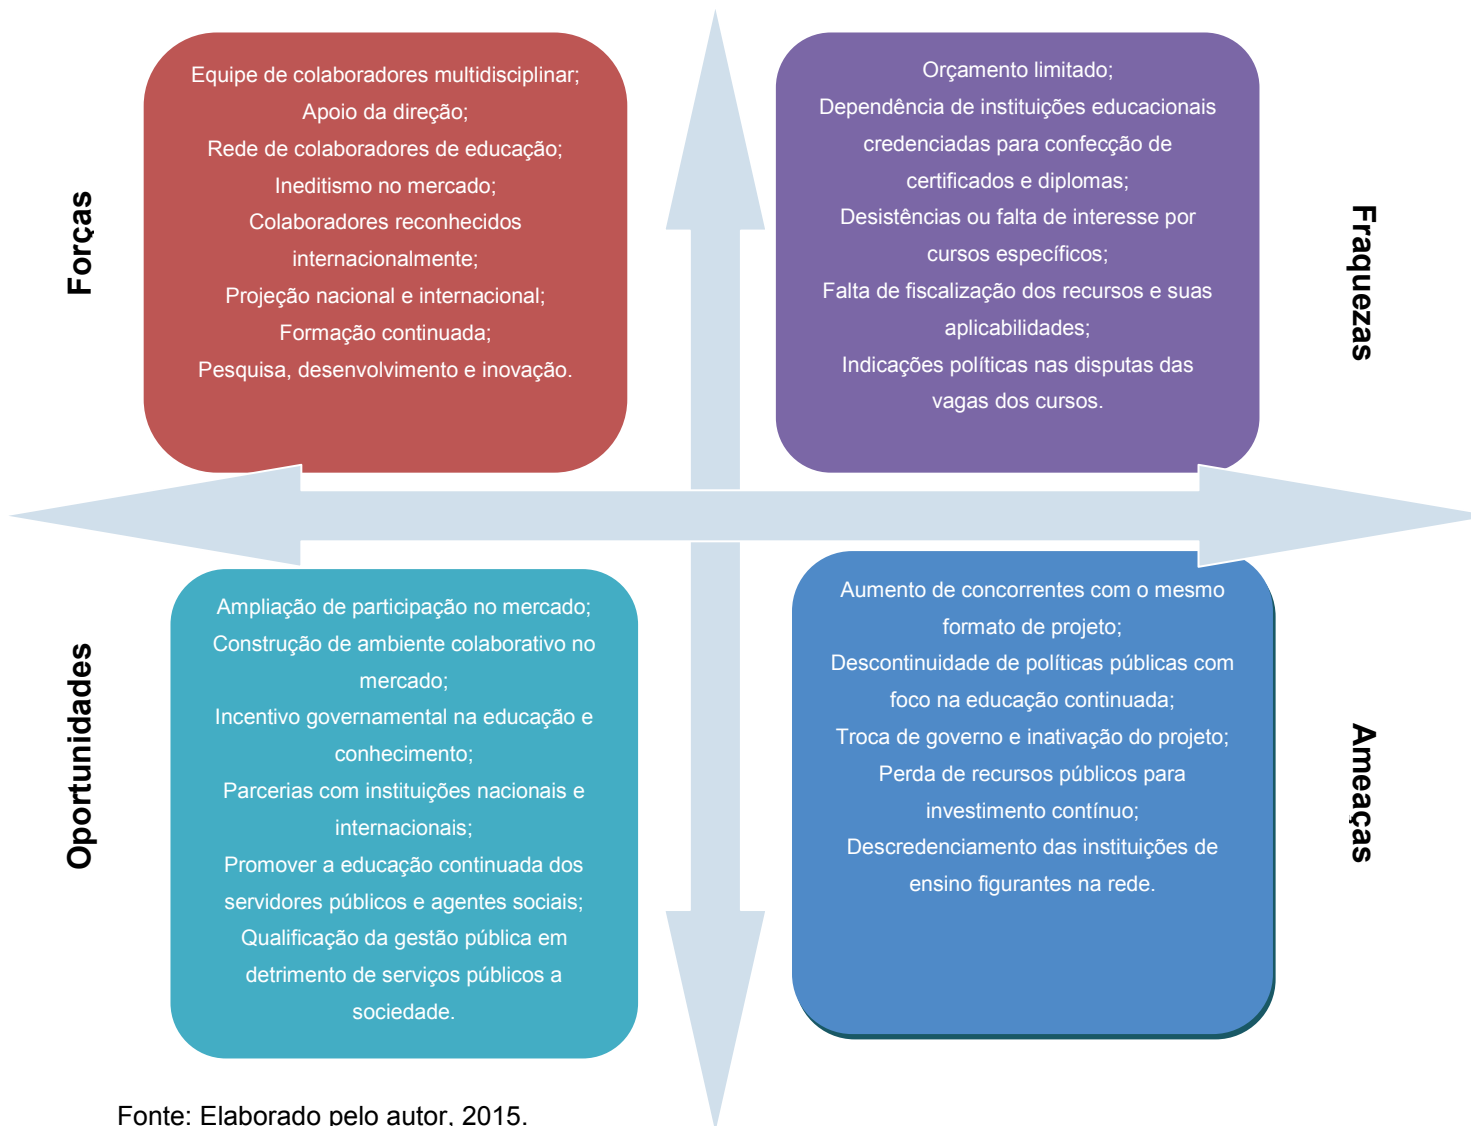 Forças
Equipe de colaboradores multidisciplinar;
Apoio da direção;
Rede de colaboradores de educação;
Ineditismo no mercado;
Colaboradores reconhecidos
internacionalmente;
Projeção nacional e internacional;
Formação continuada;
Pesquisa, desenvolvimento e inovação.
Orçamento limitado;
Dependência de instituições educacionais
credenciadas para confecção de
certificados e diplomas;
Desistências ou falta de interesse por
cursos específicos;
Falta de fiscalização dos recursos e suas
aplicabilidades;
Indicações políticas nas disputas das
vagas dos cursos.
Fraquezas
Oportunidades
Ampliação de participação no mercado;
Construção de ambiente colaborativo no
mercado;
Incentivo governamental na educação e
conhecimento;
Parcerias com instituições nacionais e
internacionais;
Promover a educação continuada dos
servidores públicos e agentes sociais;
Qualificação da gestão pública em
detrimento de serviços públicos a
sociedade.
Aumento de concorrentes com o mesmo
formato de projeto;
Descontinuidade de políticas públicas com
foco na educação continuada;
Troca de governo e inativação do projeto;
Perda de recursos públicos para
investimento contínuo;
Descredenciamento das instituições de
ensino figurantes na rede.
Ameaças
Fonte: Elaborado pelo autor, 2015.